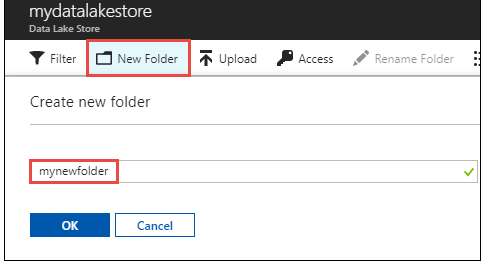 mydatalakestore
Data Lake Store
Filter New Folder Upload Access Rename Folder
Create new folder
mynewfolder
OK Cancel